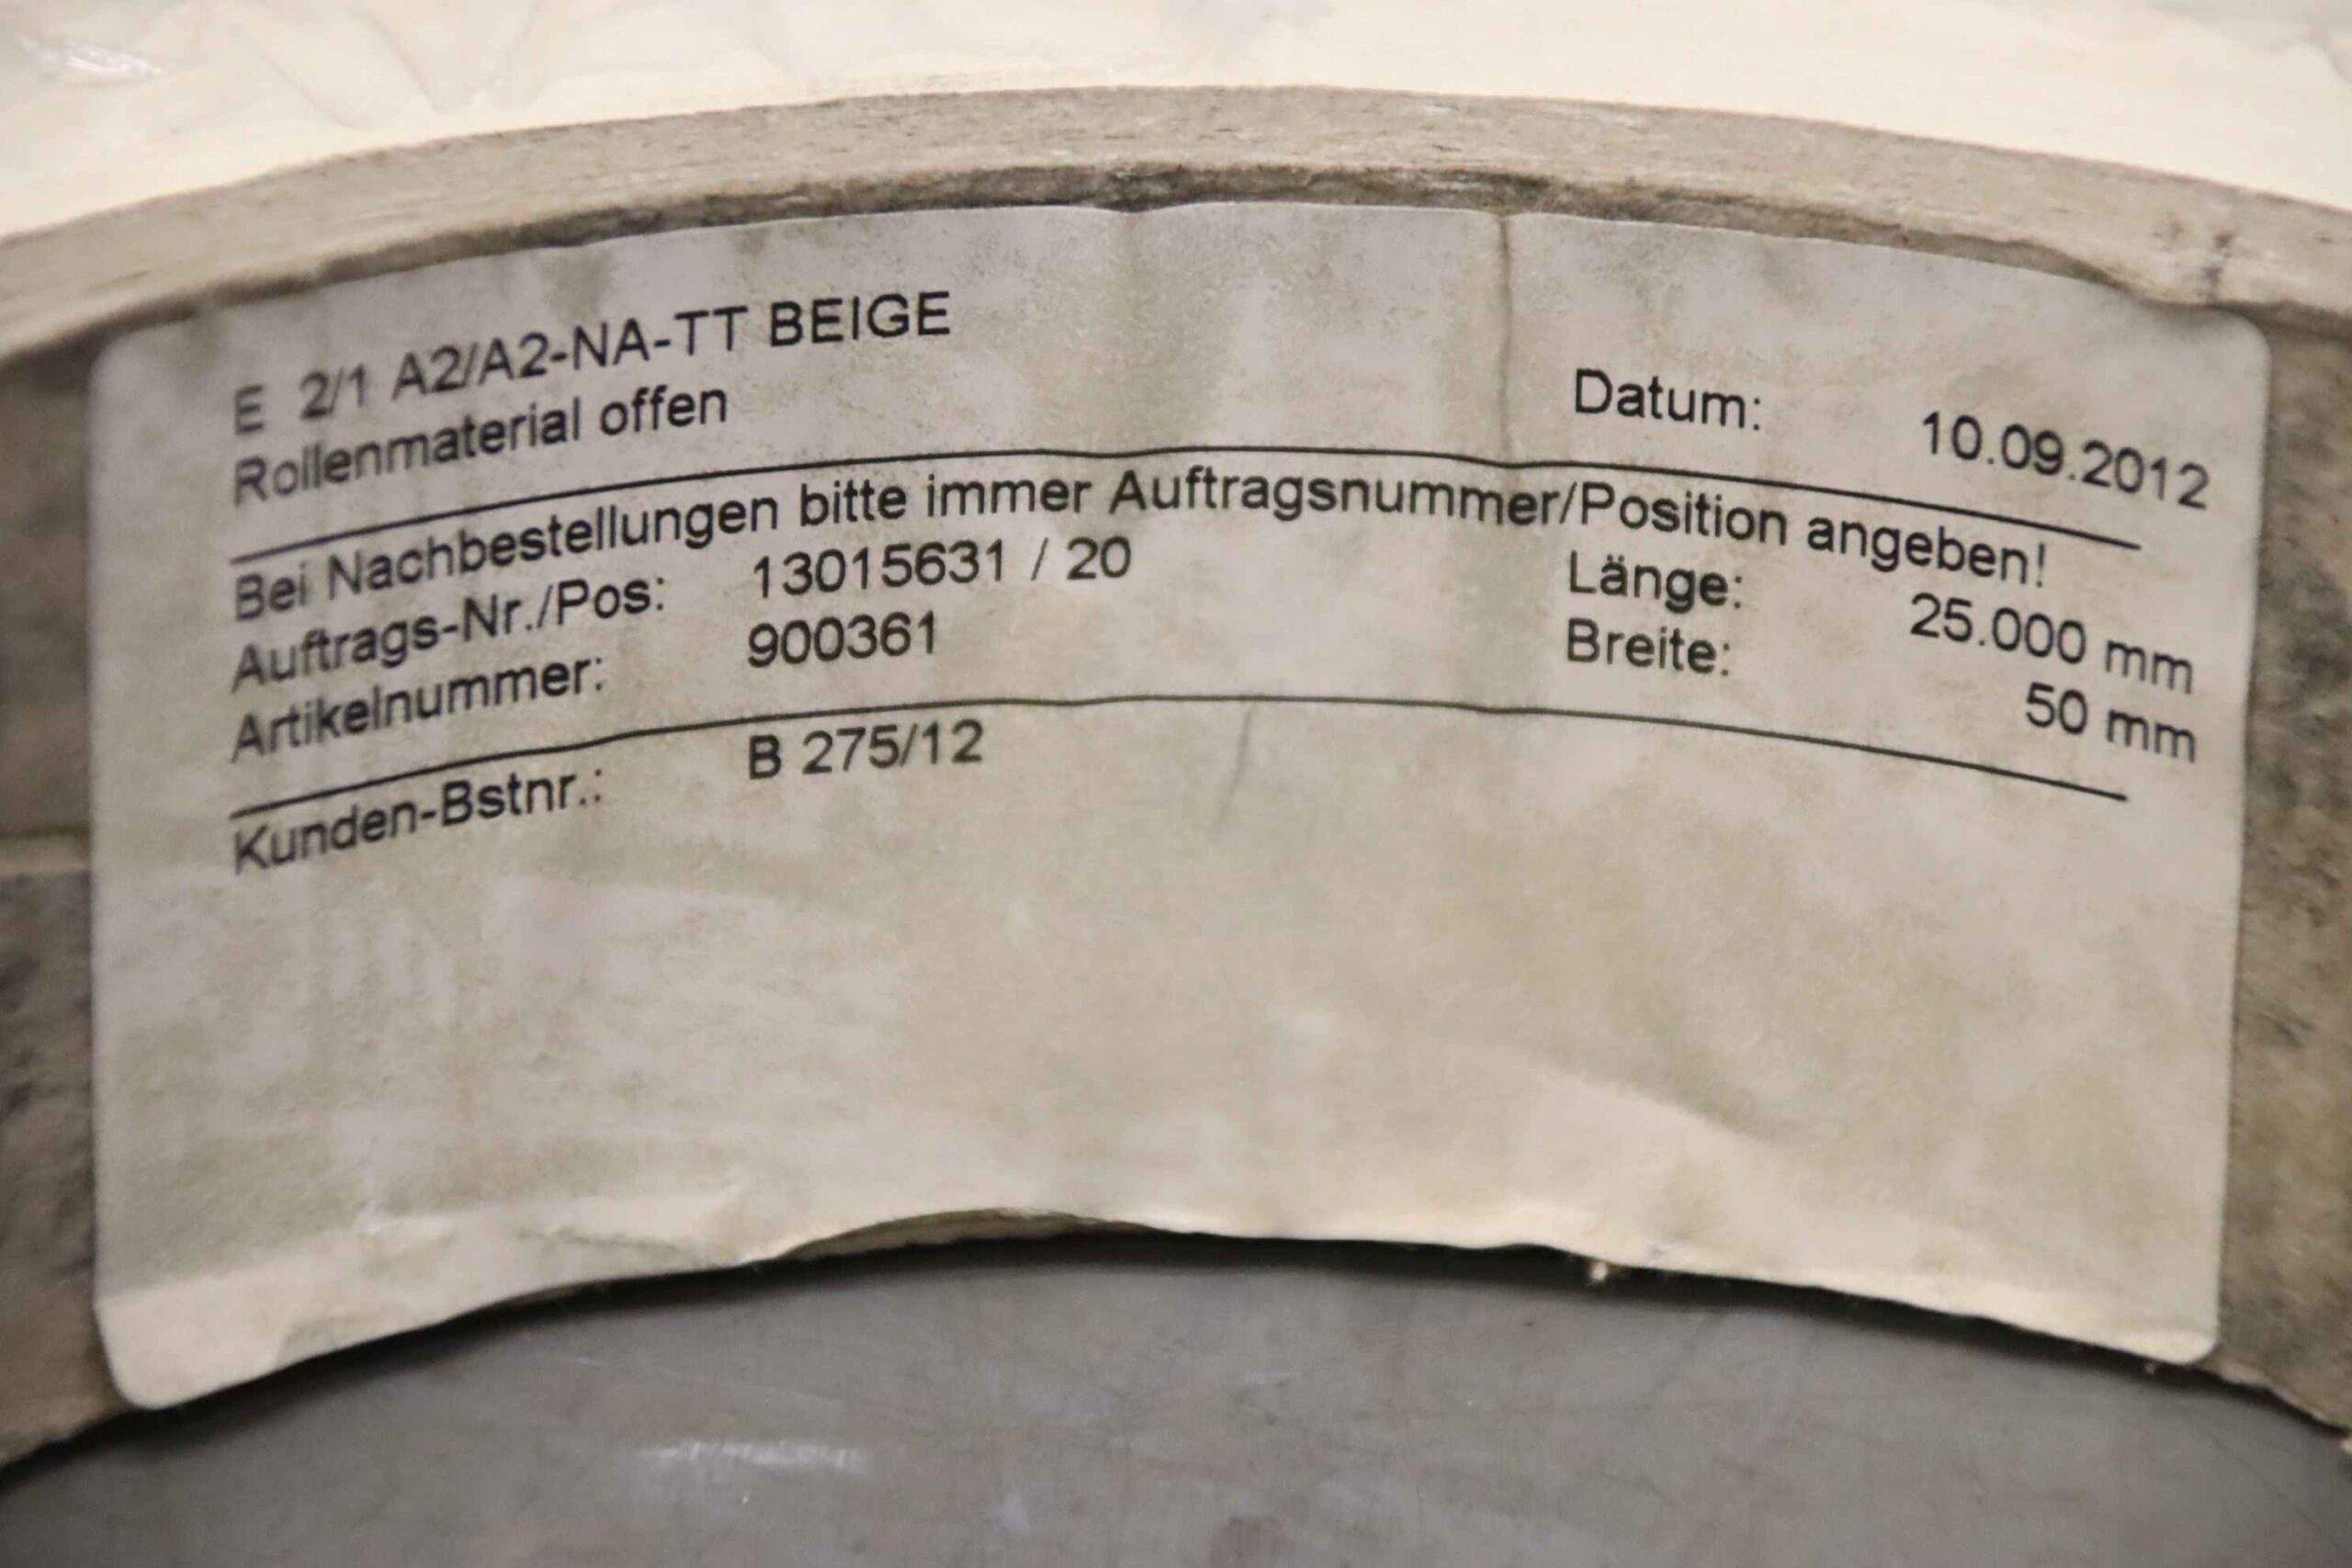 E 2/1 A2/A2-NA-TT BEIGE
Rollenmaterial offen
Datum: 10.09.2012
Bei Nachbestellungen bitte immer Auftragsnummer/Position angeben!
Auftrags-Nr./Pos: 13015631 / 20
Länge: 25.000 mm
Artikelnummer: 900361
Breite: 50 mm
Kunden-Bstnr.: B 275/12